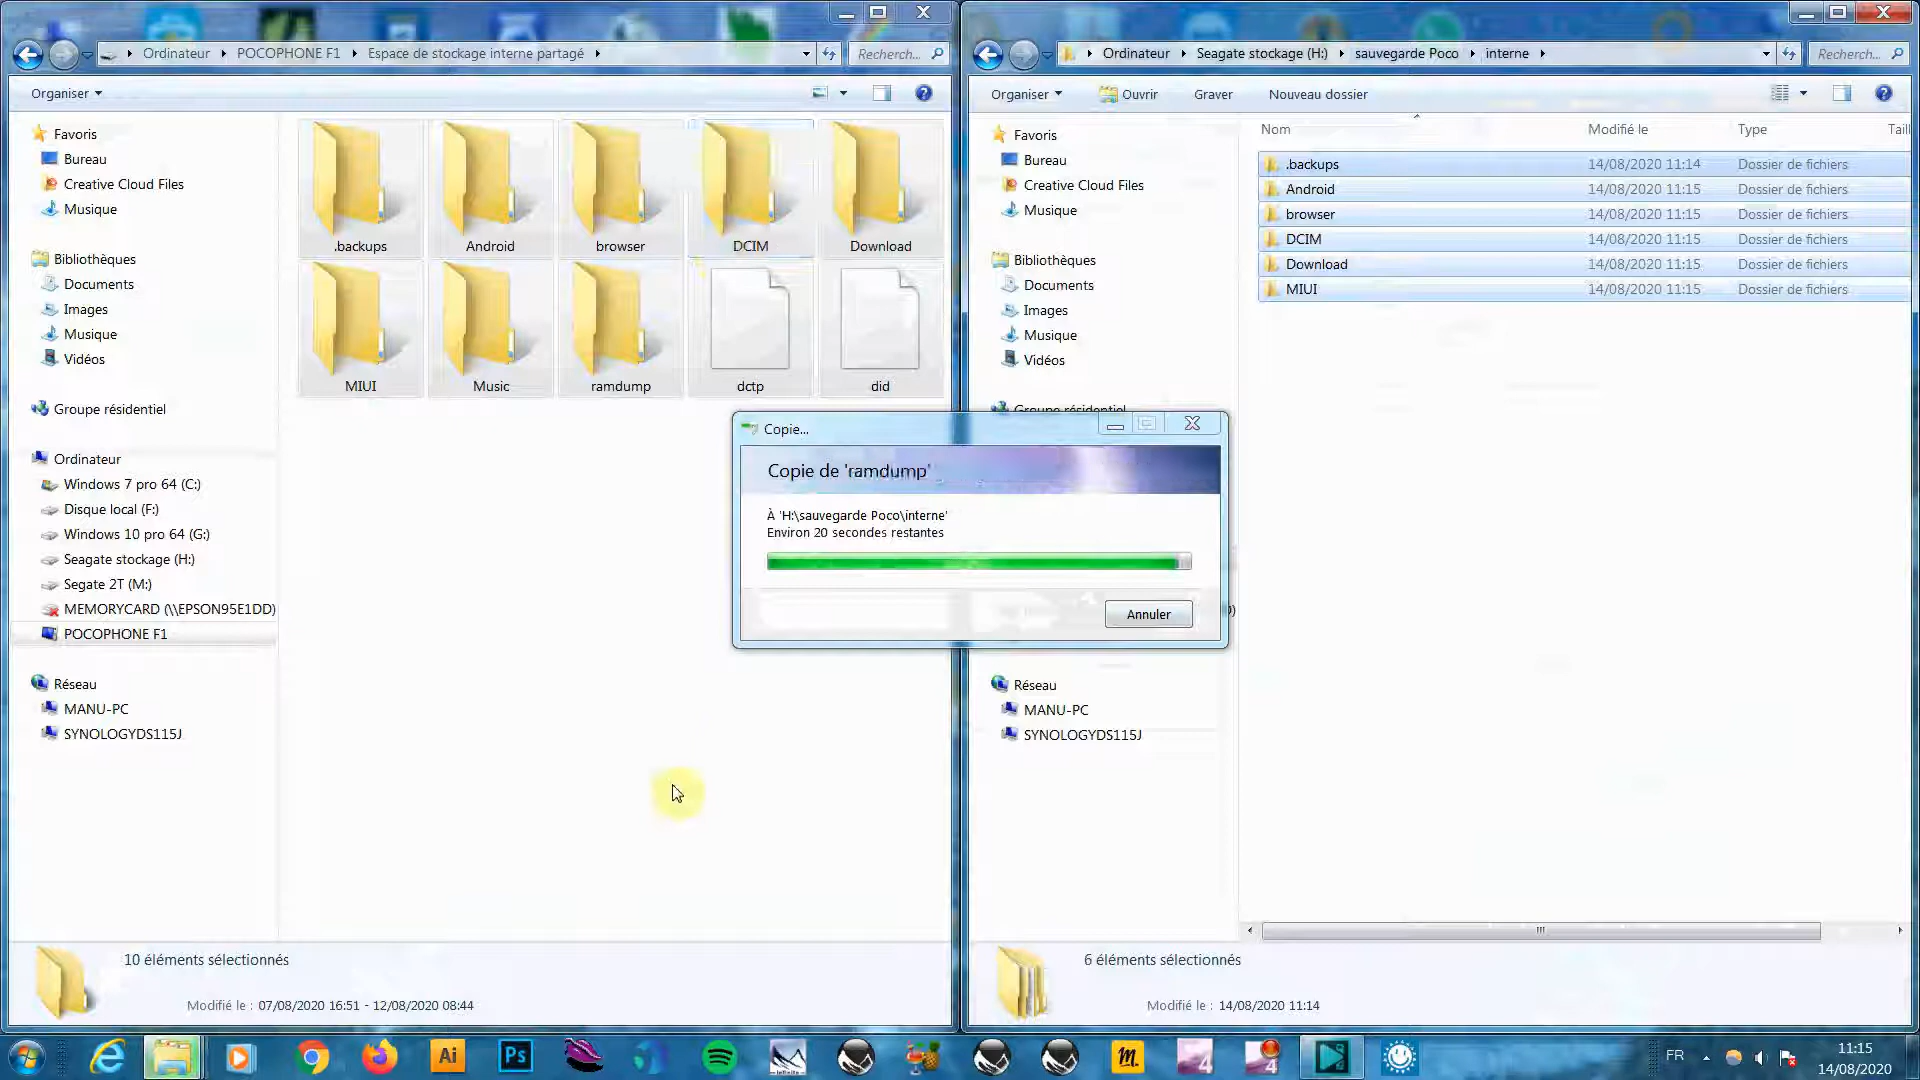 Ordinateur POCOPHONE F1 Espace de stockage interne partagé
Recherch...
Organiser
Favoris
Bureau
Creative Cloud Files
Musique
Bibliothèques
Documents
Images
Musique
Vidéos
Groupe résidentiel
Ordinateur
Windows 7 pro 64 (C:)
Disque local (F:)
Windows 10 pro 64 (G:)
Seagate stockage (H:)
Segate 2T (M:)
MEMORYCARD (\\EPSON95E1DD)
POCOPHONE F1
Réseau
MANU-PC
SYNOLOGYDS115J
.backups Android browser DCIM Download
MIUI Music ramdump dctp did
10 éléments sélectionnés
Modifié le : 07/08/2020 16:51 - 12/08/2020 08:44
Copie...
Copie de 'ramdump'
À 'H:\sauvegarde Poco\interne'
Environ 20 secondes restantes
Annuler
Ordinateur Seagate stockage (H:) sauvegarde Poco interne
Recherch...
Organiser Ouvrir Graver Nouveau dossier
Favoris
Bureau
Creative Cloud Files
Musique
Bibliothèques
Documents
Images
Musique
Vidéos
Groupe résidentiel
Réseau
MANU-PC
SYNOLOGYDS115J
Nom Modifié le Type Taill
.backups 14/08/2020 11:14 Dossier de fichiers
Android 14/08/2020 11:15 Dossier de fichiers
browser 14/08/2020 11:15 Dossier de fichiers
DCIM 14/08/2020 11:15 Dossier de fichiers
Download 14/08/2020 11:15 Dossier de fichiers
MIUI 14/08/2020 11:15 Dossier de fichiers
6 éléments sélectionnés
Modifié le : 14/08/2020 11:14
Ai Ps m. 4 4
FR
11:15
14/08/2020